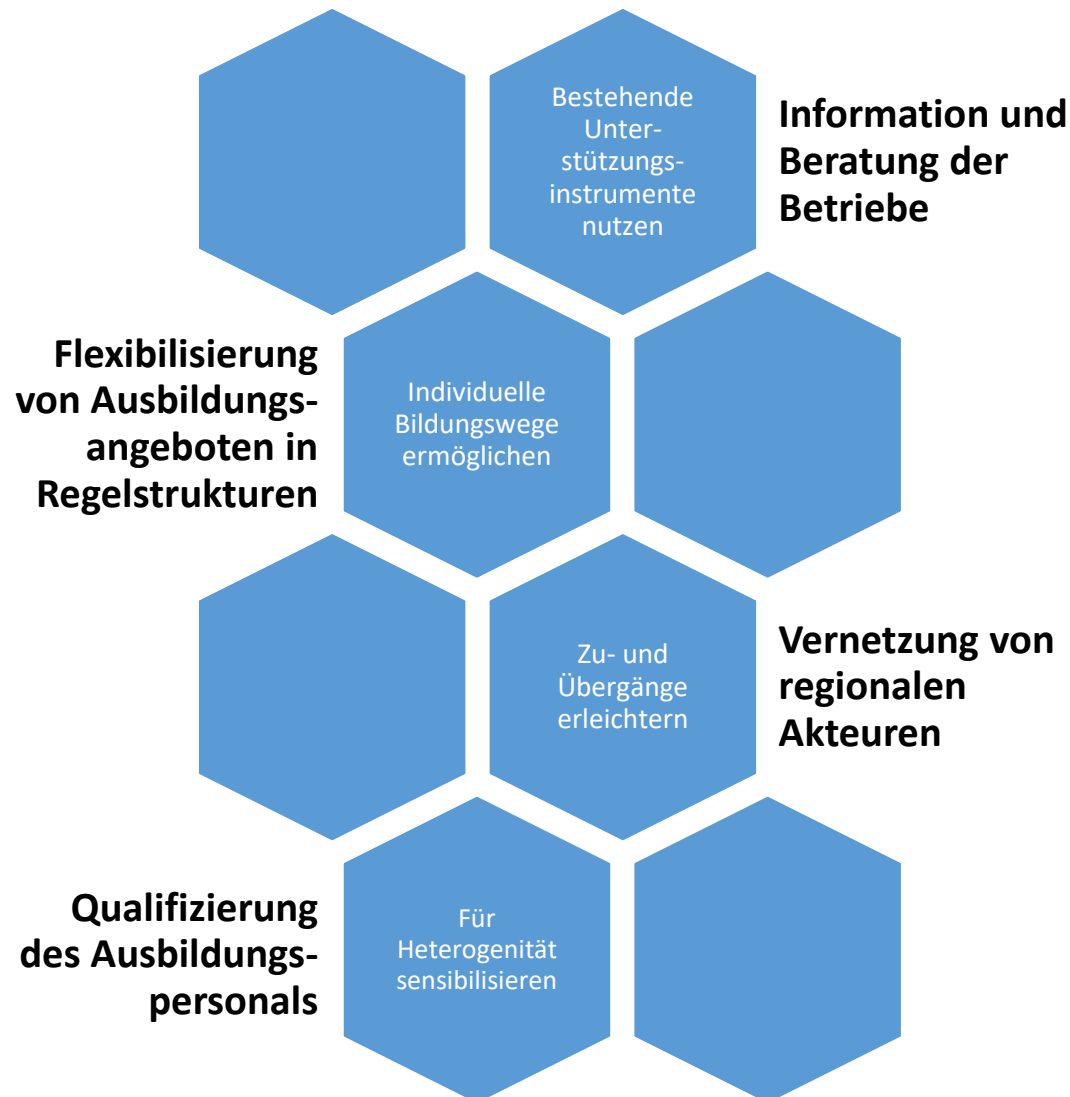 Bestehende
Unter-
stützungs-
instrumente
nutzen
Information und
Beratung der
Betriebe
Flexibilisierung
von Ausbildungs-
angeboten in
Regelstrukturen
Individuelle
Bildungswege
ermöglichen
Zu- und
Übergänge
erleichtern
Vernetzung von
regionalen
Akteuren
Qualifizierung
des Ausbildungs-
personals
Für
Heterogenität
sensibilisieren